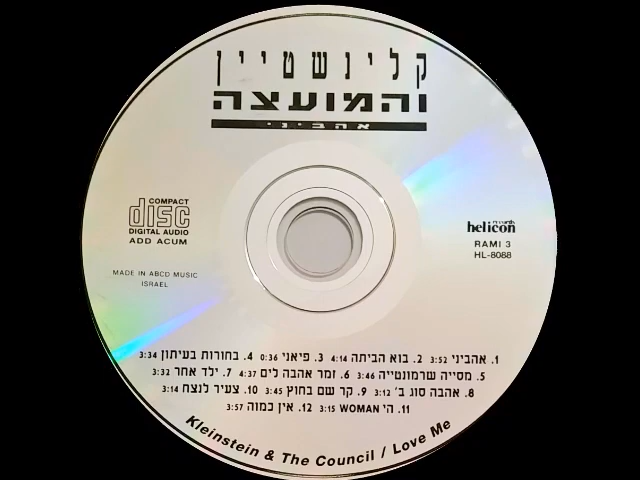 קלינשטיין
והמועצה
אהביני
COMPACT
disc
DIGITAL AUDIO
ADD ACUM
MADE IN ABCD MUSIC
ISRAEL
helicon records
RAMI 3
HL-8088
1. אהביני 3:52 2. בוא הביתה 4:14 3. פיאני 0:36 4. בחורות בעיתון 3:34
5. מסייה שרמונטייה 3:46 6. זמר אהבה לים 4:37 7. ילד אחר 3:32
8. אהבה סוג ב' 3:12 9. קר שם בחוץ 3:45 10. צעיר לנצח 3:14
11. הי WOMAN 3:15 12. אין כמוה 3:57
Kleinstein & The Council / Love Me